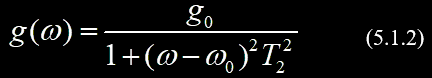 g(ω) = g₀ / (1 + (ω − ω₀)² T₂²) (5.1.2)